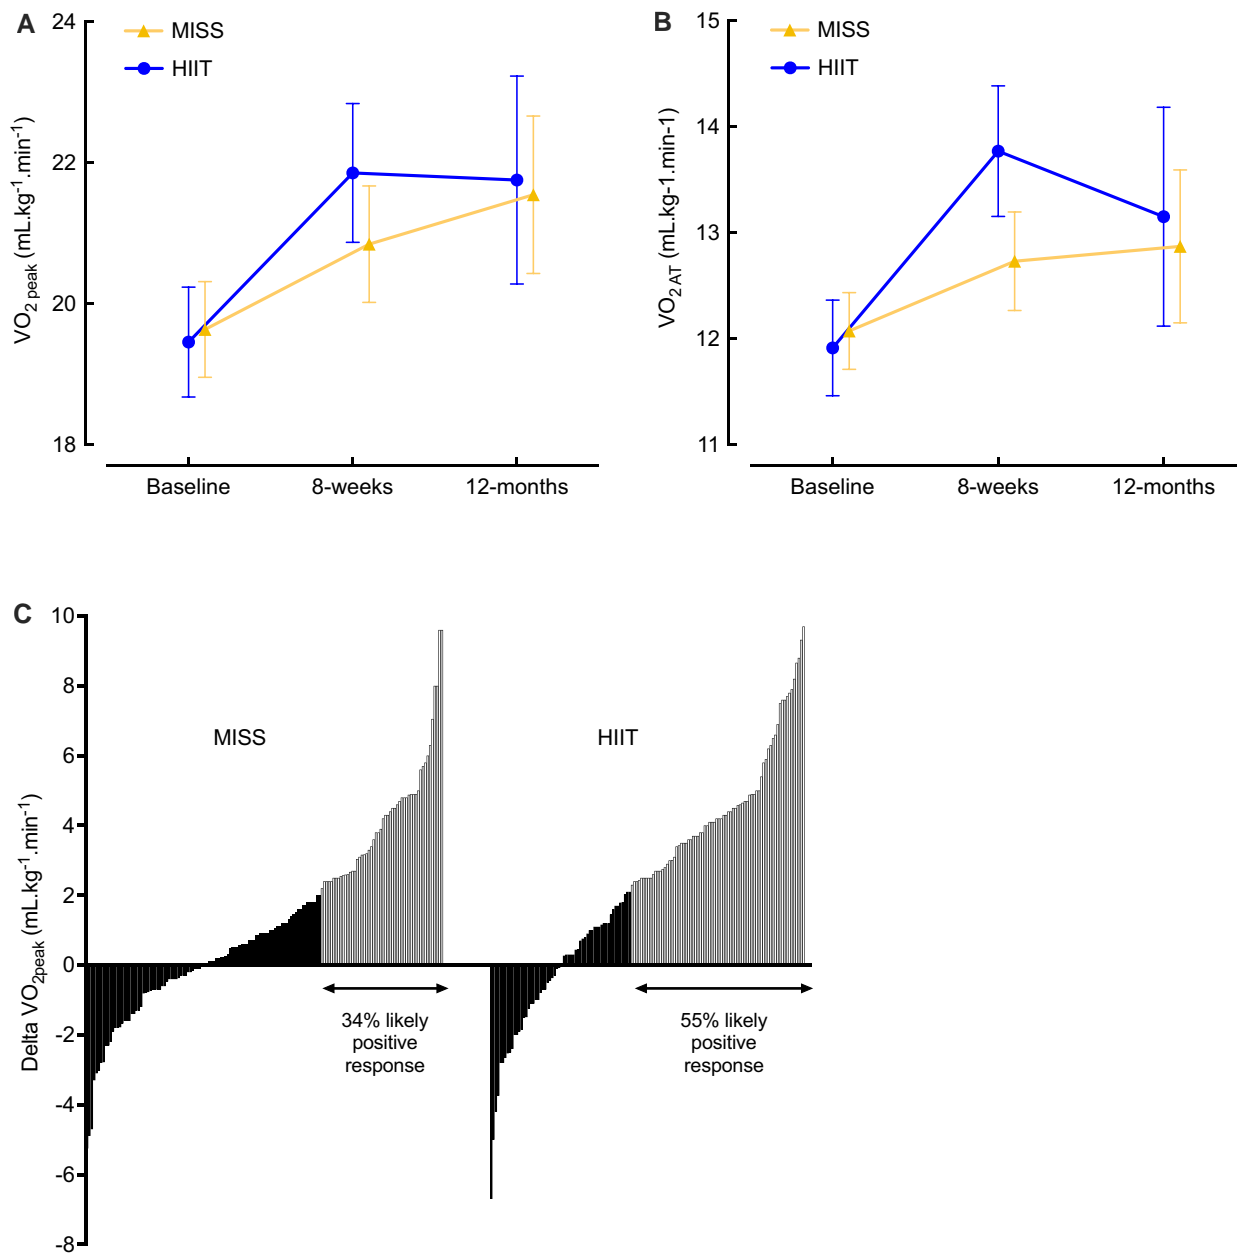 A
MISS
HIIT
24
22
20
18
VO2 peak (mL.kg-1.min-1)
Baseline
8-weeks
12-months
B
MISS
HIIT
15
14
13
12
11
VO2 AT (mL.kg-1.min-1)
Baseline
8-weeks
12-months
C
10
8
6
4
2
0
-2
-4
-6
-8
Delta VO2peak (mL.kg-1.min-1)
MISS
HIIT
34% likely
positive
response
55% likely
positive
response